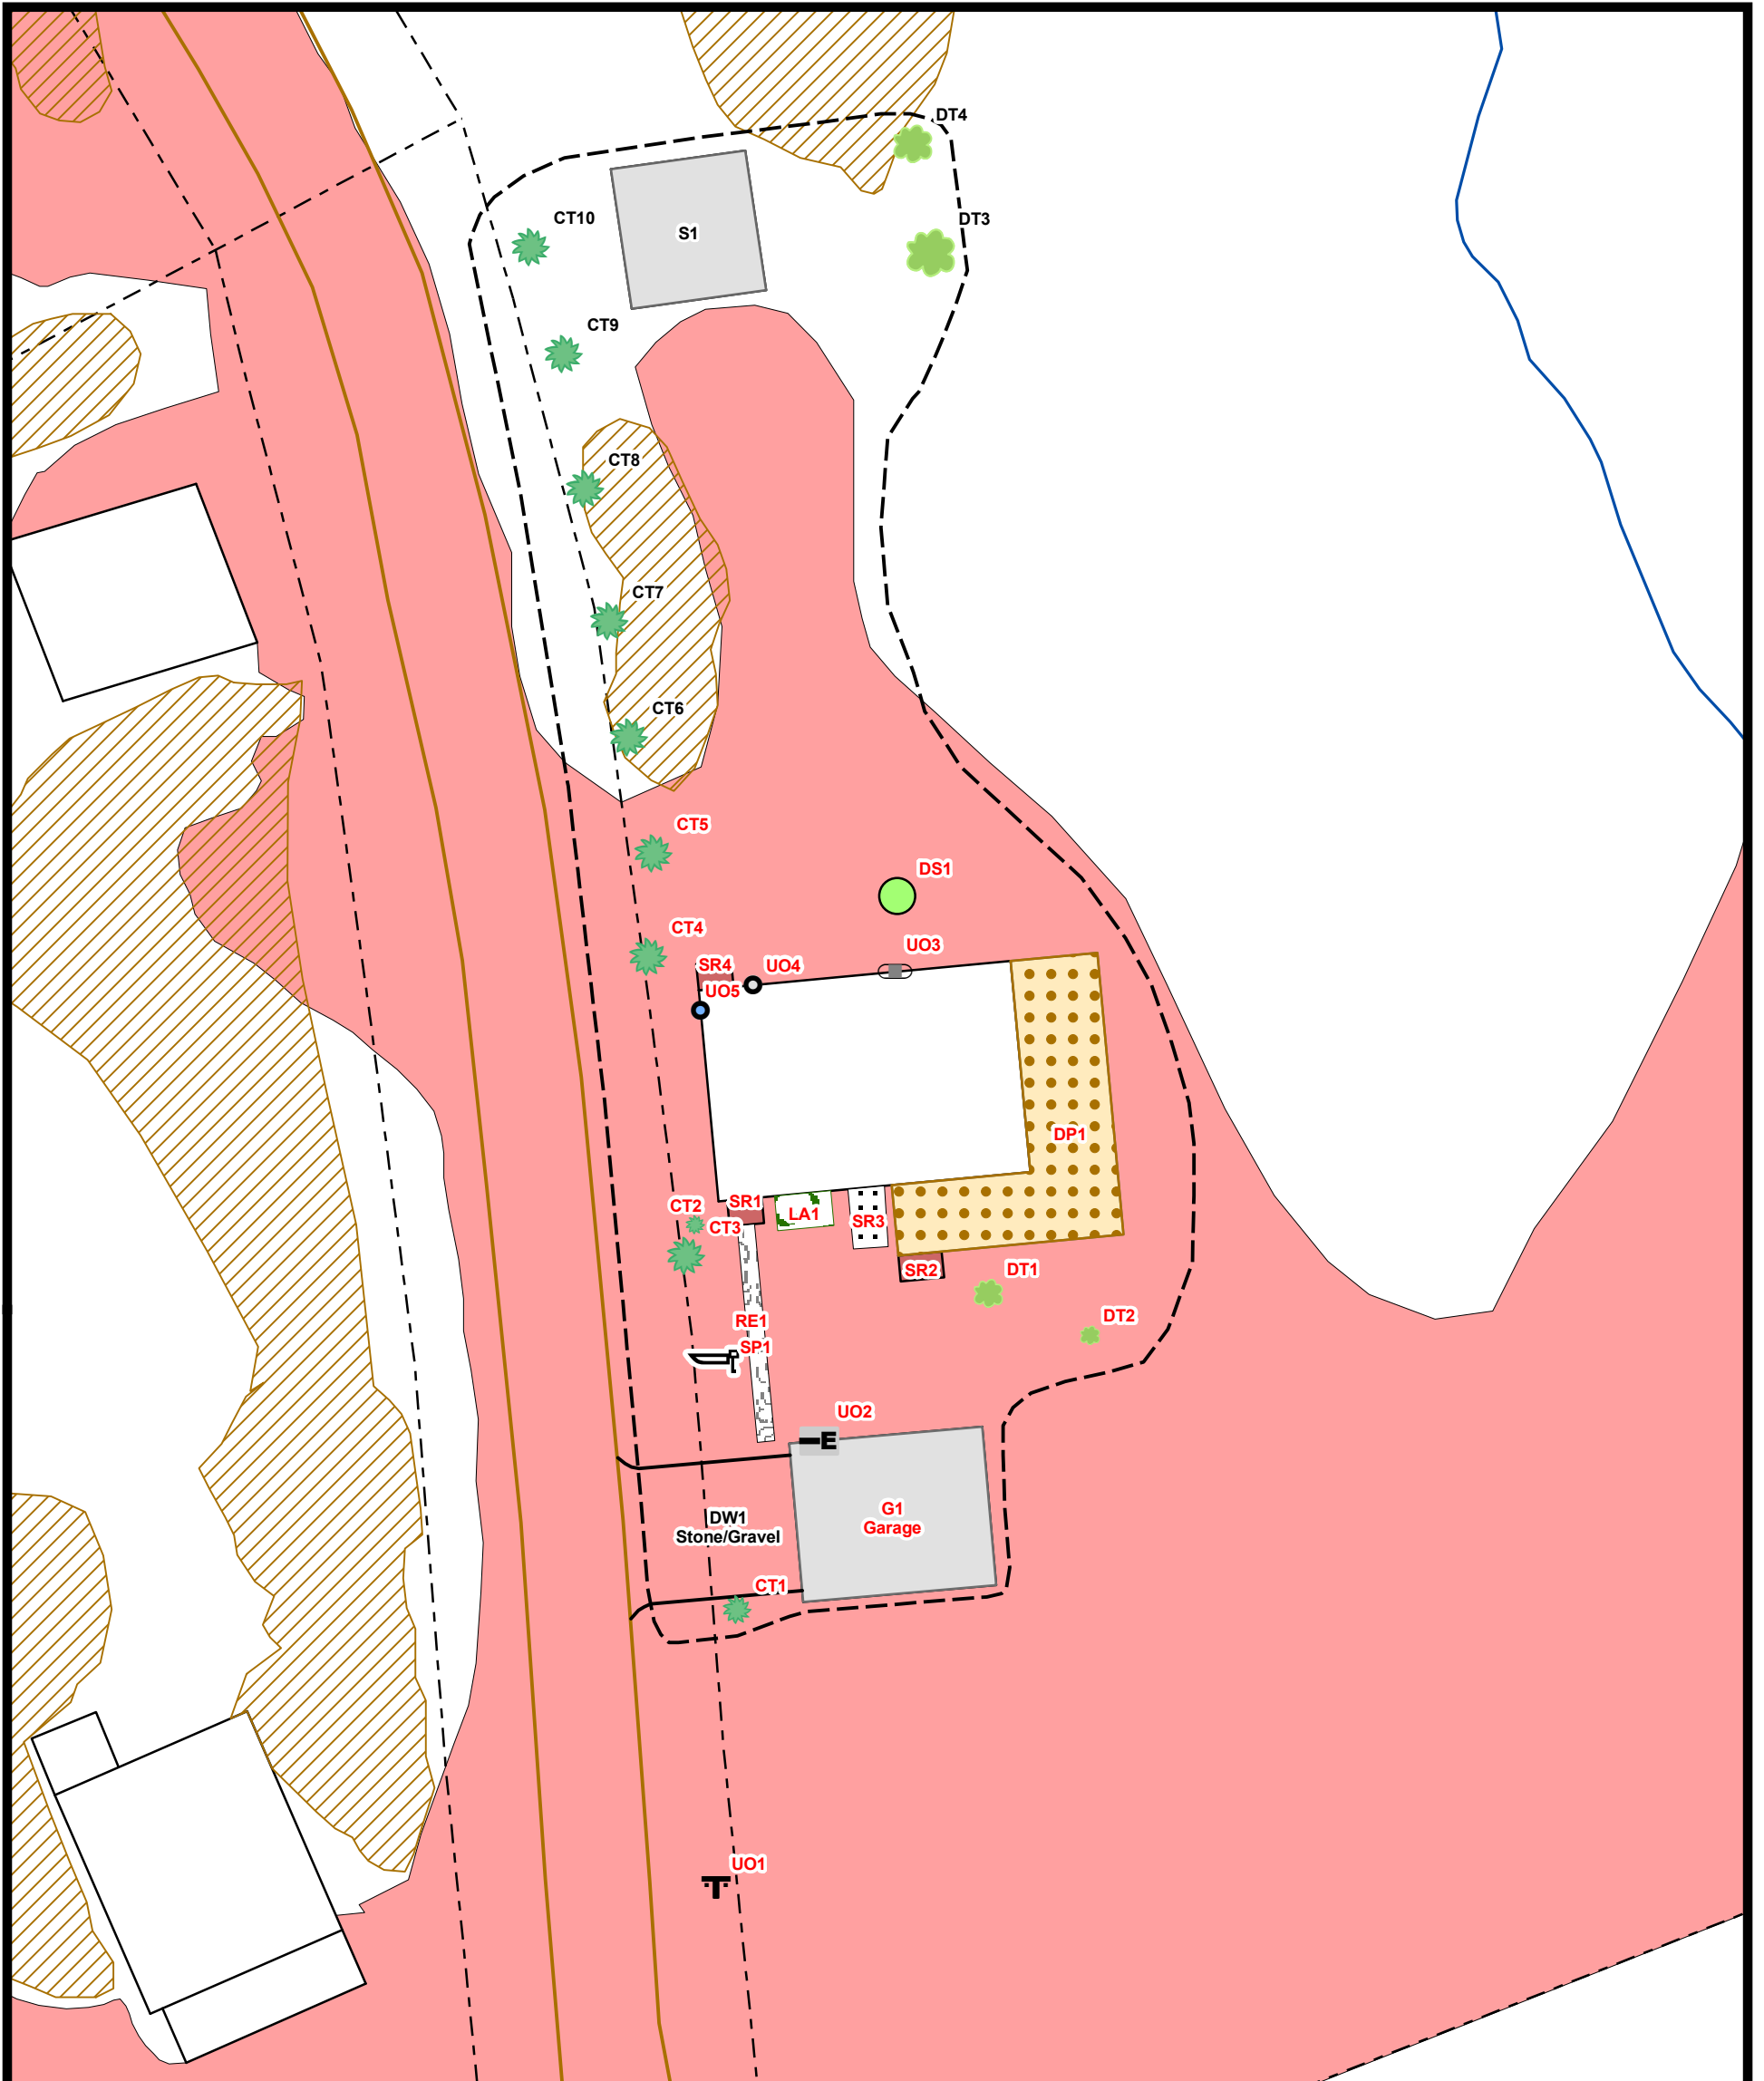 DT4
CT10
DT3
S1
CT9
CT8
CT7
CT6
CT5
DS1
CT4
UO3
SR4
UO4
UO5
DP1
CT2
SR1
LA1
SR3
CT3
SR2
DT1
DT2
RE1
SP1
UO2
E
G1
Garage
DW1
Stone/Gravel
CT1
UO1